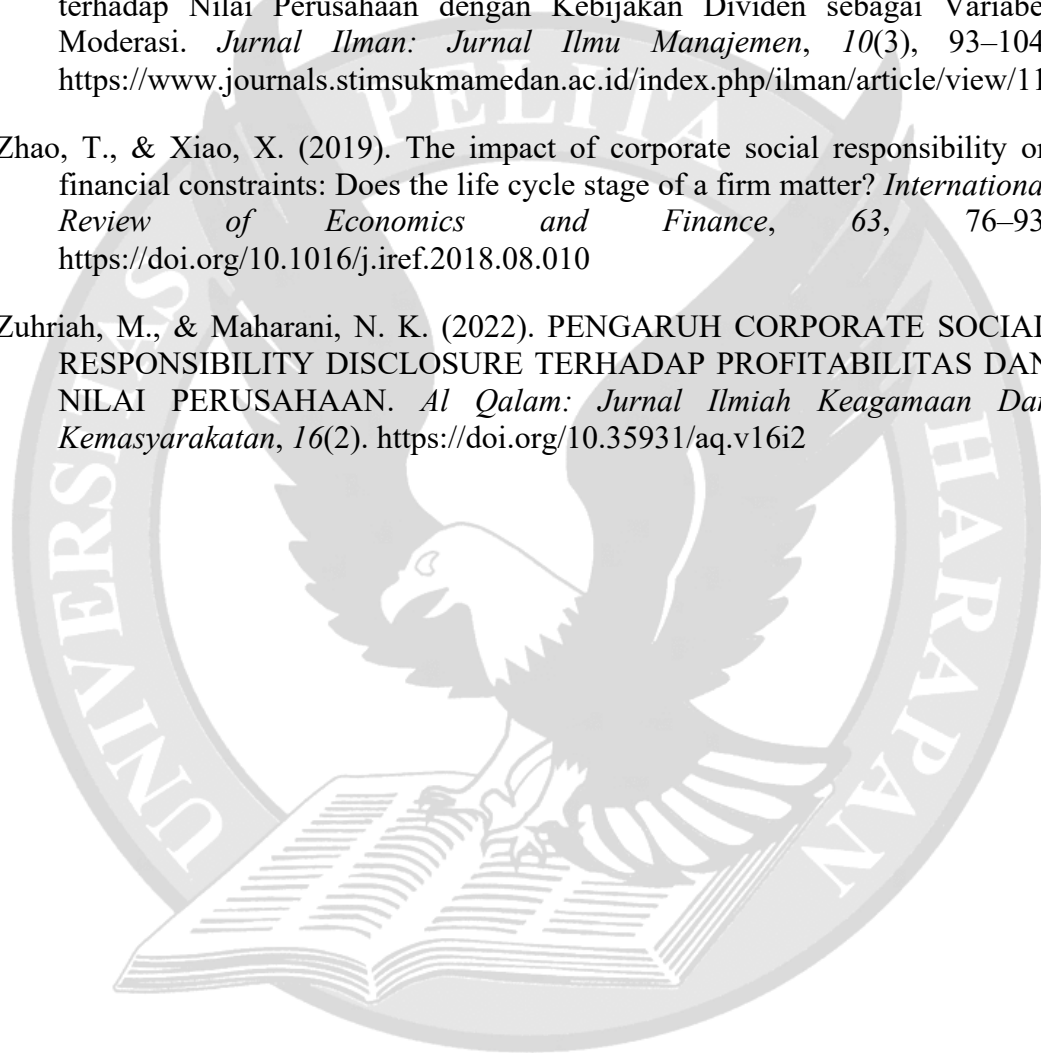 terhadap Nilai Perusahaan dengan Kebijakan Dividen sebagai Variabe
Moderasi. Jurnal Ilman: Jurnal Ilmu Manajemen, 10(3), 93–104
https://www.journals.stimsukmamedan.ac.id/index.php/ilman/article/view/11
Zhao, T., & Xiao, X. (2019). The impact of corporate social responsibility on
financial constraints: Does the life cycle stage of a firm matter? Internationa
Review of Economics and Finance, 63, 76–93
https://doi.org/10.1016/j.iref.2018.08.010
Zuhriah, M., & Maharani, N. K. (2022). PENGARUH CORPORATE SOCIAL
RESPONSIBILITY DISCLOSURE TERHADAP PROFITABILITAS DAN
NILAI PERUSAHAAN. Al Qalam: Jurnal Ilmiah Keagamaan Dan
Kemasyarakatan, 16(2). https://doi.org/10.35931/aq.v16i2
UNIVERSITAS
PELITA
HARAPAN